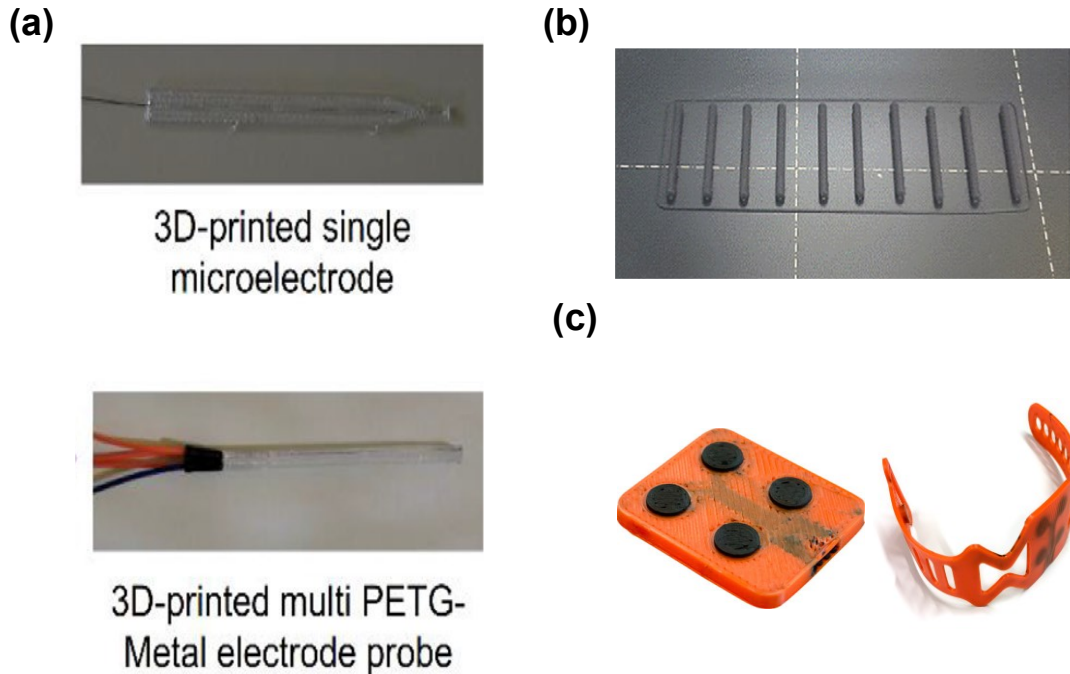 (a)
3D-printed single
microelectrode
3D-printed multi PETG-
Metal electrode probe
(b)
(c)